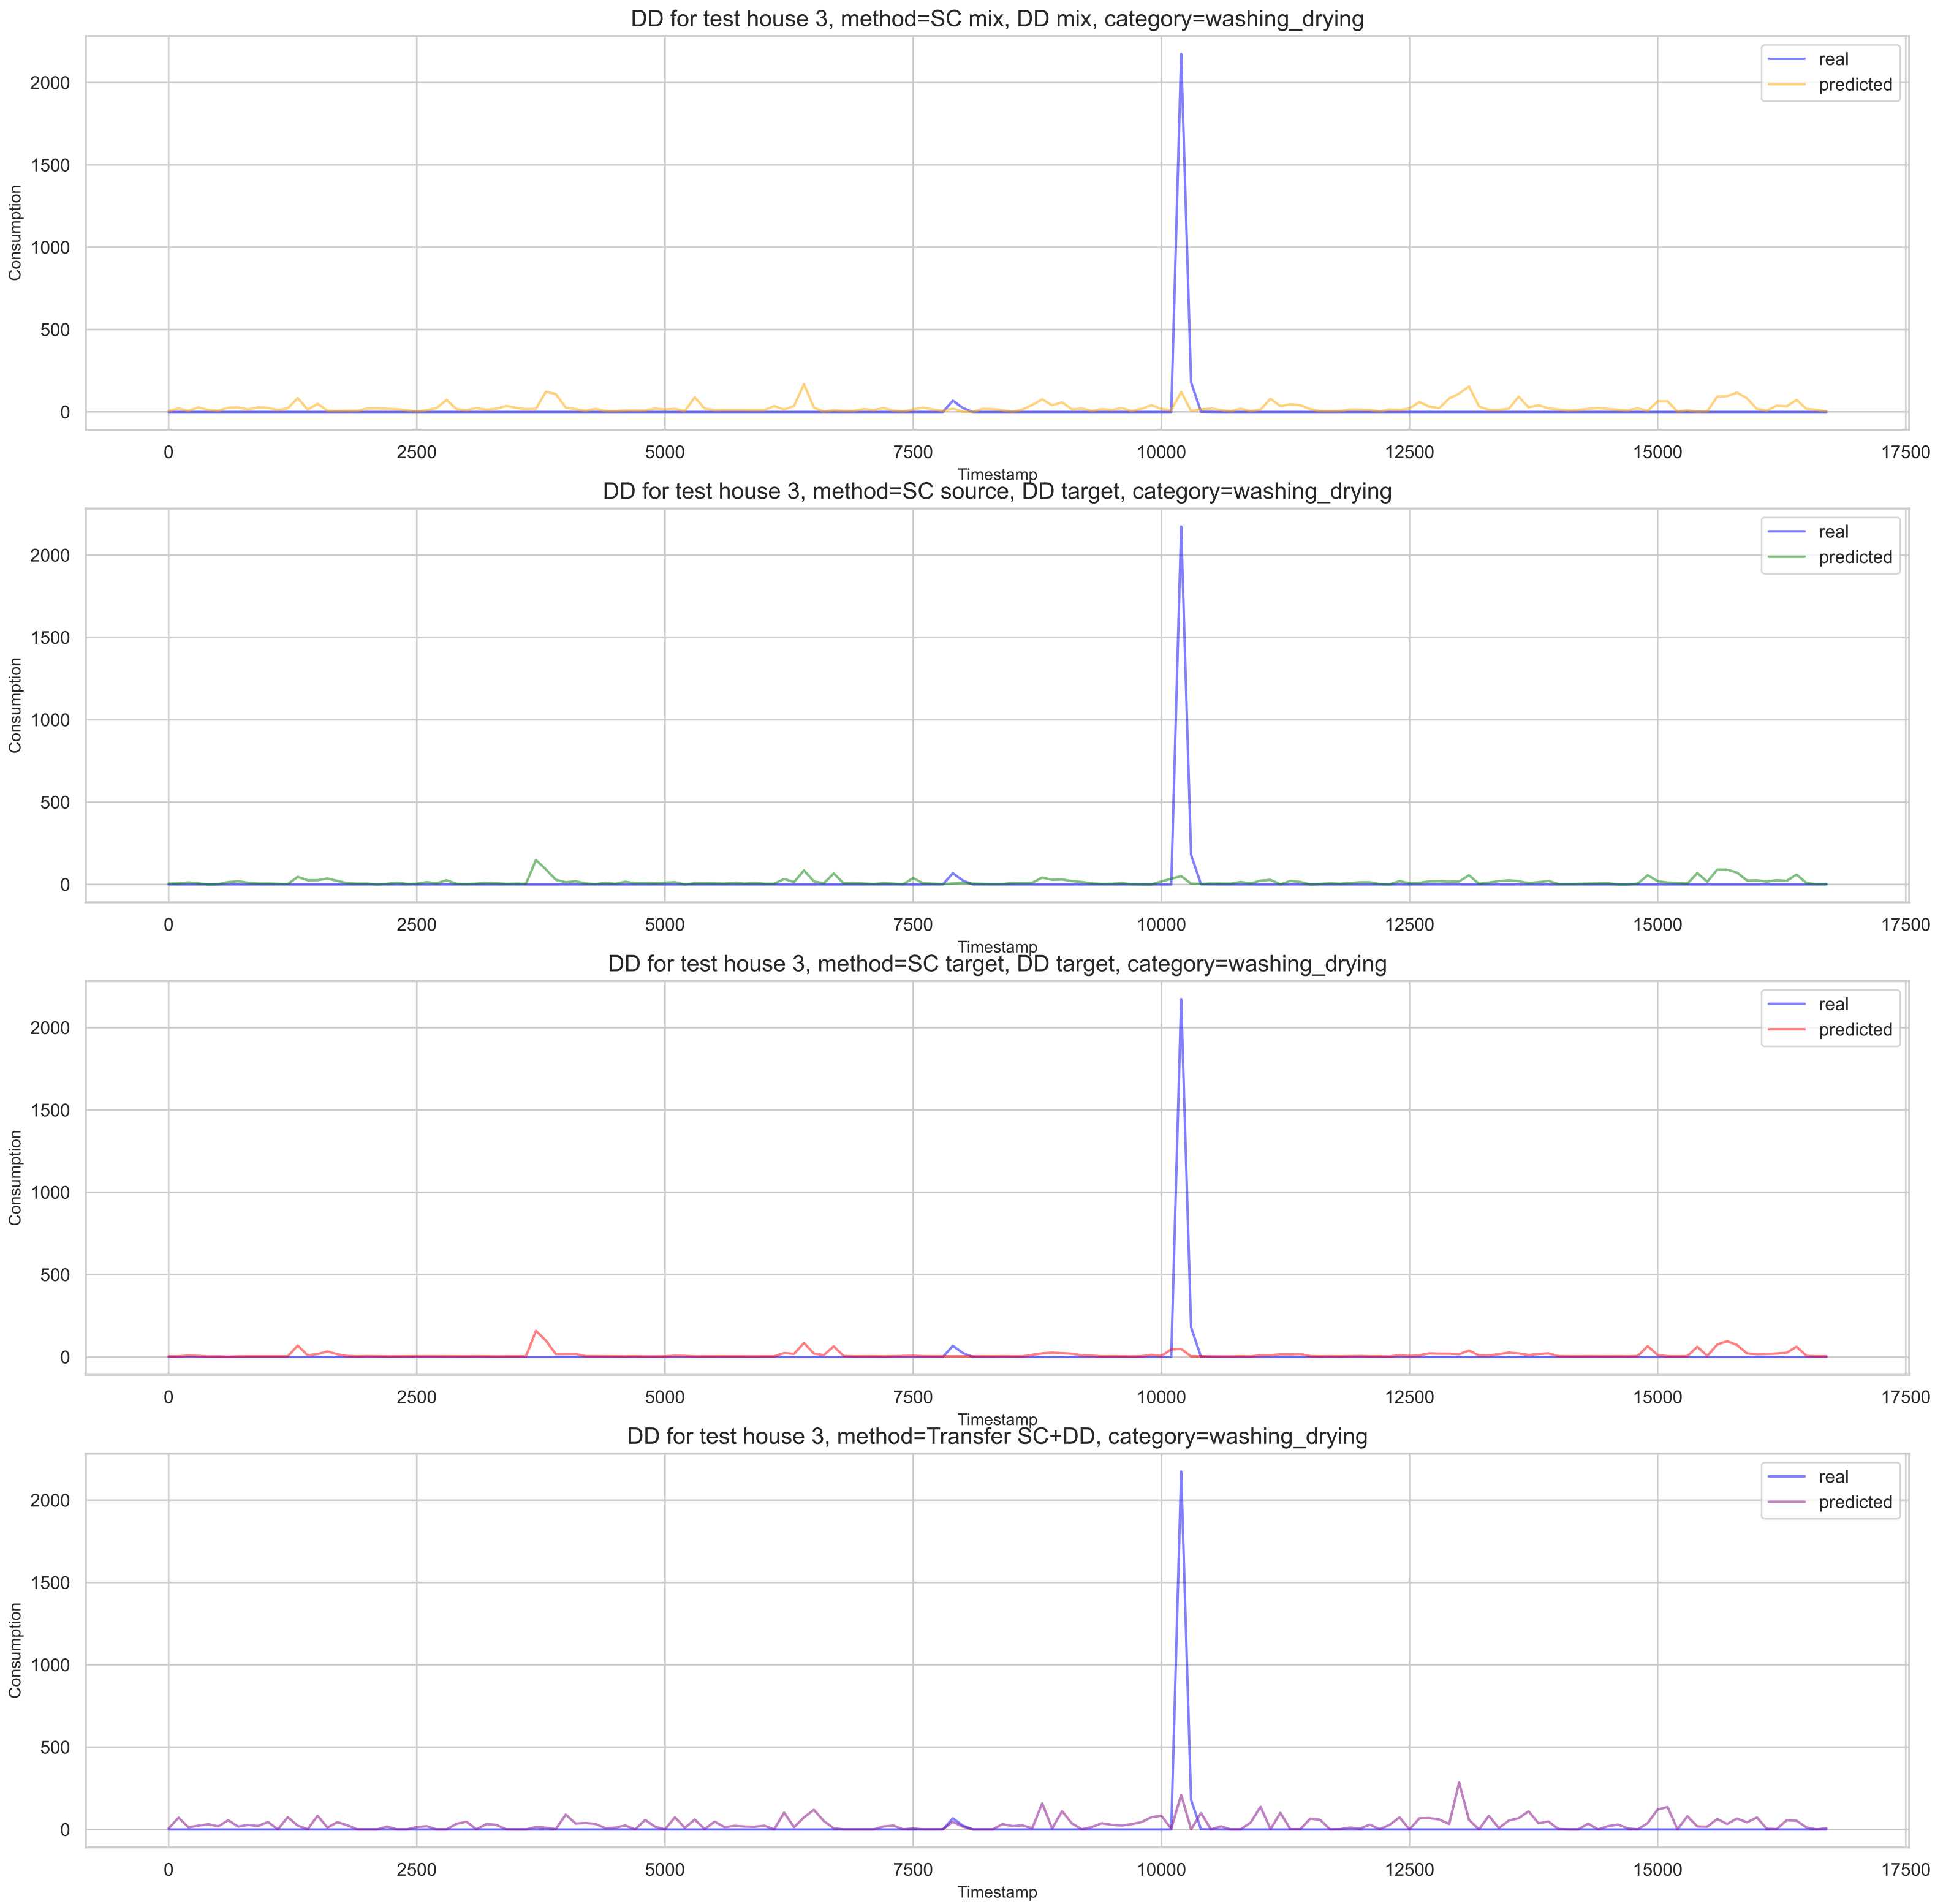 DD for test house 3, method=SC mix, DD mix, category=washing_drying
real
predicted
2000
1500
1000
500
0
Consumption
0 2500 5000 7500 10000 12500 15000 17500
Timestamp
DD for test house 3, method=SC source, DD target, category=washing_drying
real
predicted
2000
1500
1000
500
0
Consumption
0 2500 5000 7500 10000 12500 15000 17500
Timestamp
DD for test house 3, method=SC target, DD target, category=washing_drying
real
predicted
2000
1500
1000
500
0
Consumption
0 2500 5000 7500 10000 12500 15000 17500
Timestamp
DD for test house 3, method=Transfer SC+DD, category=washing_drying
real
predicted
2000
1500
1000
500
0
Consumption
0 2500 5000 7500 10000 12500 15000 17500
Timestamp